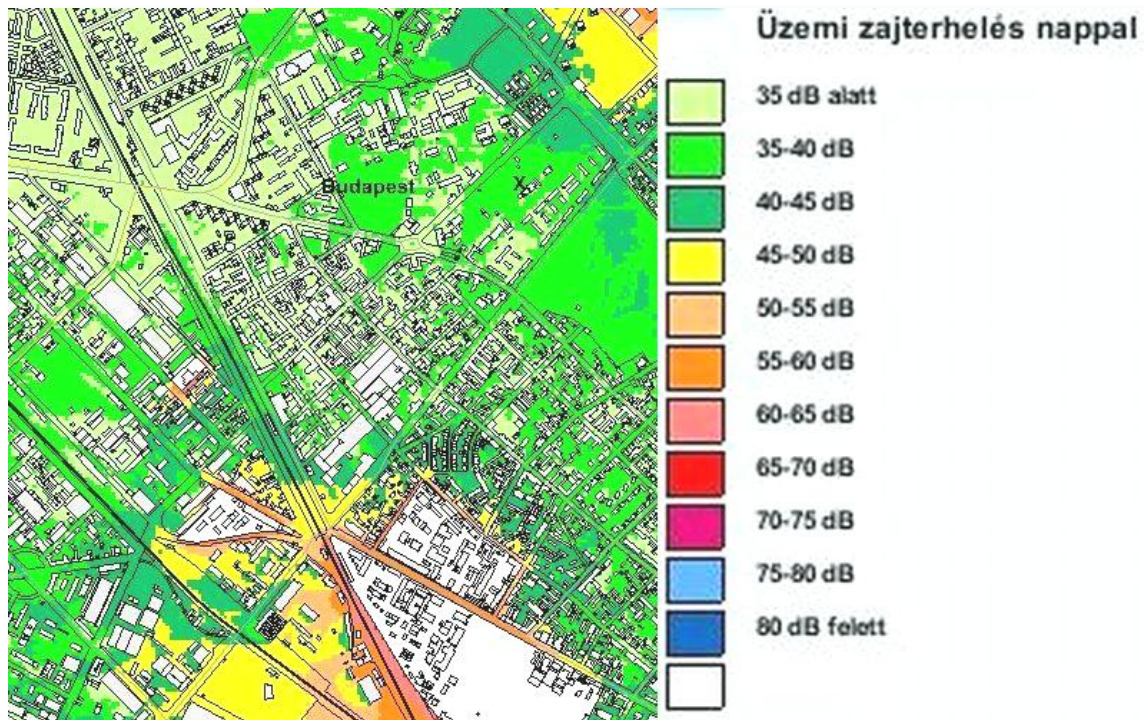 Üzemi zajterhelés nappal
35 dB alatt
35-40 dB
40-45 dB
45-50 dB
50-55 dB
55-60 dB
60-65 dB
65-70 dB
70-75 dB
75-80 dB
80 dB felett
Budapest
X